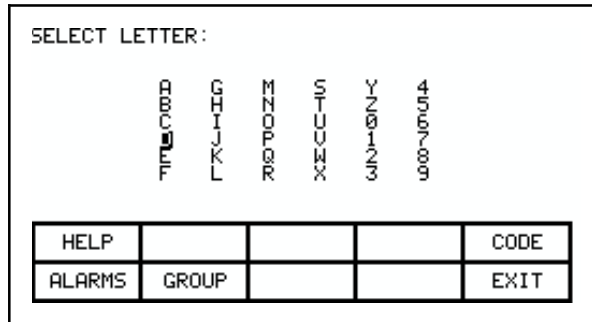 SELECT LETTER:
A G M S Y 4
B H N T Z 5
C I O U 0 6
D J P V 1 7
E K Q W 2 8
F L R X 3 9
HELP CODE
ALARMS GROUP EXIT